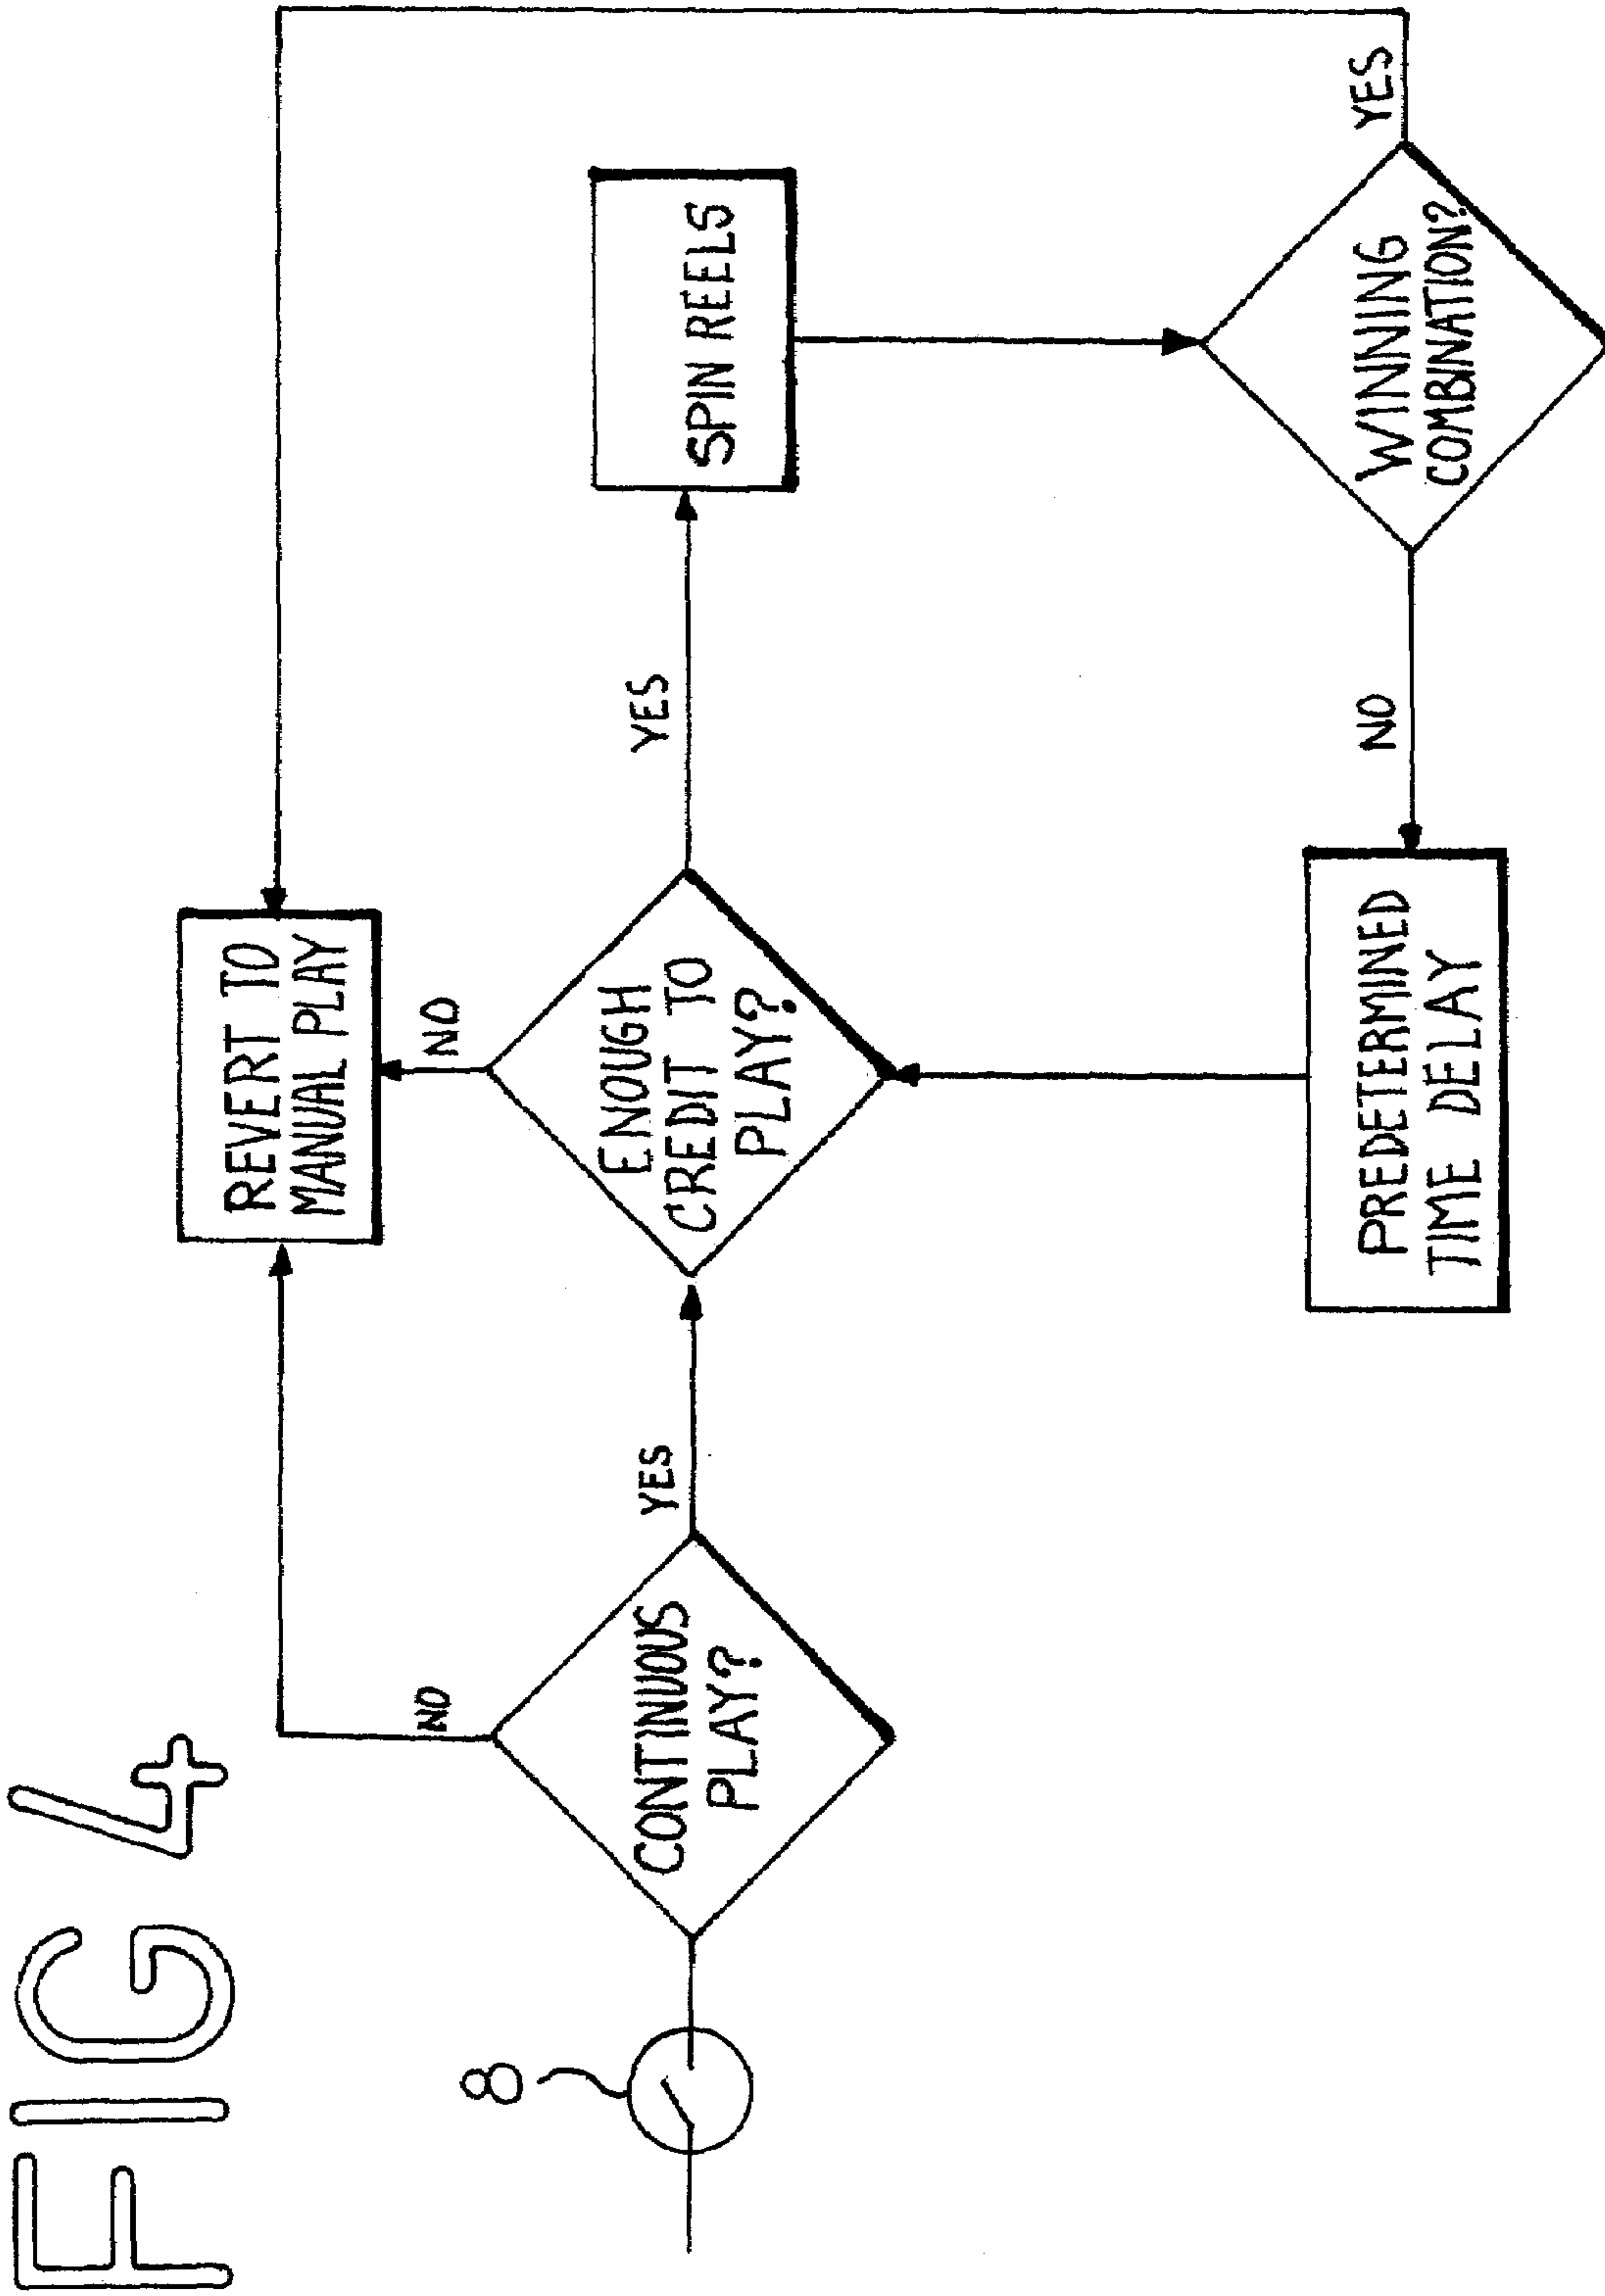 FIG 4
8
CONTINUOUS
PLAY?
NO
YES
REVERT TO
MANUAL PLAY
NO
ENOUGH
CREDIT TO
PLAY?
YES
SPIN REELS
WINNING
COMBINATION?
YES
NO
PREDETERMINED
TIME DELAY